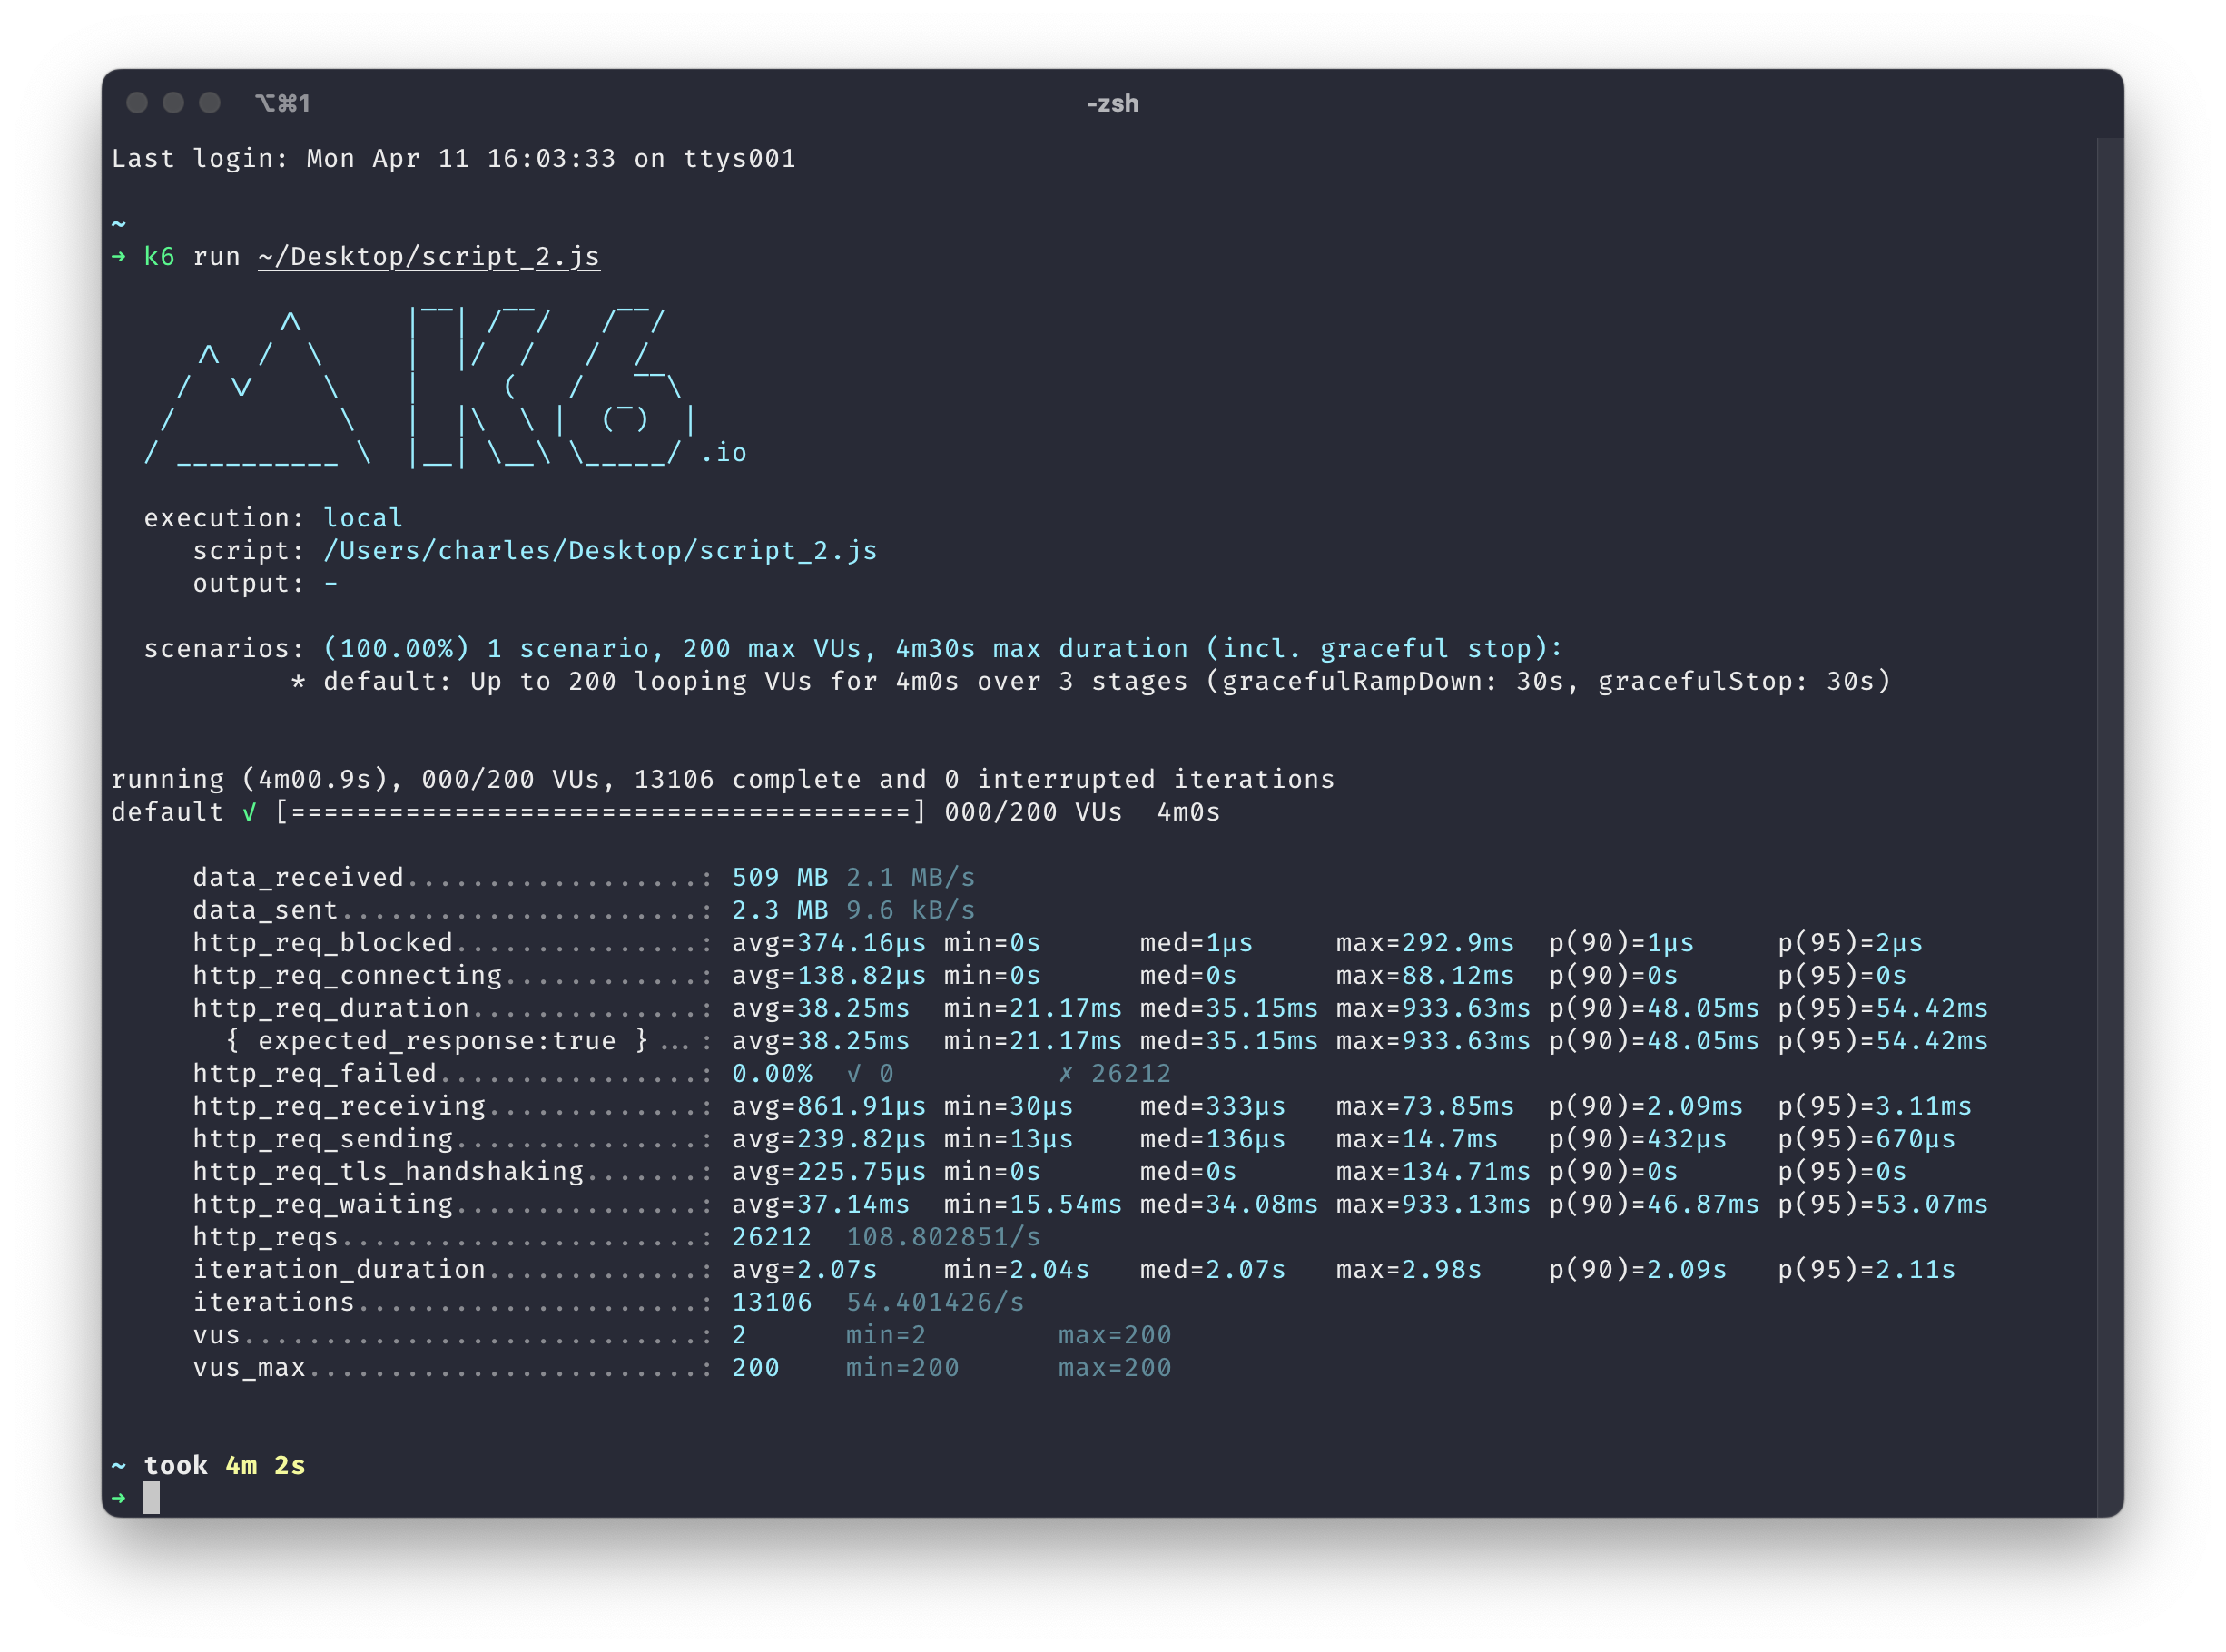 ⌥⌘1 -zsh
Last login: Mon Apr 11 16:03:33 on ttys001
~
→ k6 run ~/Desktop/script_2.js
          /\      |‾‾| /‾‾/   /‾‾/
     /\  /  \     |  |/  /   /  /
    /  \/    \    |     (   /   ‾‾\
   /          \   |  |\  \ |  (‾)  |
  / __________ \  |__| \__\ \_____/ .io
execution: local
script: /Users/charles/Desktop/script_2.js
output: -
scenarios: (100.00%) 1 scenario, 200 max VUs, 4m30s max duration (incl. graceful stop):
* default: Up to 200 looping VUs for 4m0s over 3 stages (gracefulRampDown: 30s, gracefulStop: 30s)
running (4m00.9s), 000/200 VUs, 13106 complete and 0 interrupted iterations
default ✓ [======================================] 000/200 VUs  4m0s
data_received..................: 509 MB 2.1 MB/s
data_sent......................: 2.3 MB 9.6 kB/s
http_req_blocked...............: avg=374.16µs min=0s      med=1µs     max=292.9ms  p(90)=1µs     p(95)=2µs
http_req_connecting............: avg=138.82µs min=0s      med=0s      max=88.12ms  p(90)=0s      p(95)=0s
http_req_duration..............: avg=38.25ms  min=21.17ms med=35.15ms max=933.63ms p(90)=48.05ms p(95)=54.42ms
{ expected_response:true }...: avg=38.25ms  min=21.17ms med=35.15ms max=933.63ms p(90)=48.05ms p(95)=54.42ms
http_req_failed................: 0.00%  ✓ 0          ✗ 26212
http_req_receiving.............: avg=861.91µs min=30µs    med=333µs   max=73.85ms  p(90)=2.09ms  p(95)=3.11ms
http_req_sending...............: avg=239.82µs min=13µs    med=136µs   max=14.7ms   p(90)=432µs   p(95)=670µs
http_req_tls_handshaking.......: avg=225.75µs min=0s      med=0s      max=134.71ms p(90)=0s      p(95)=0s
http_req_waiting...............: avg=37.14ms  min=15.54ms med=34.08ms max=933.13ms p(90)=46.87ms p(95)=53.07ms
http_reqs......................: 26212  108.802851/s
iteration_duration.............: avg=2.07s    min=2.04s   med=2.07s   max=2.98s    p(90)=2.09s   p(95)=2.11s
iterations.....................: 13106  54.401426/s
vus............................: 2      min=2        max=200
vus_max........................: 200    min=200      max=200
~ took 4m 2s
→